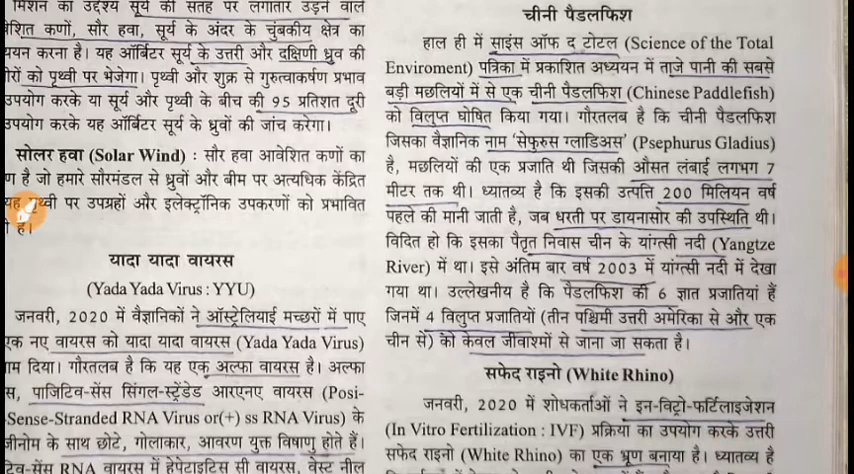 मिशन का उद्देश्य सूर्य की सतह पर लगातार उड़ने वाले
कणों, सौर हवा, सूर्य के अंदर के चुंबकीय क्षेत्र का
करना है। यह ऑर्बिटर सूर्य के उत्तरी और दक्षिणी ध्रुव की
को पृथ्वी पर भेजेगा। पृथ्वी और शुक्र से गुरुत्वाकर्षण प्रभाव
उपयोग करके या सूर्य और पृथ्वी के बीच की 95 प्रतिशत दूरी
उपयोग करके यह ऑर्बिटर सूर्य के ध्रुवों की जांच करेगा।
सोलर हवा (Solar Wind) : सौर हवा आवेशित कणों का
है जो हमारे सौरमंडल से ध्रुवों और बीम पर अत्यधिक केंद्रित
यह पृथ्वी पर उपग्रहों और इलेक्ट्रॉनिक उपकरणों को प्रभावित
है।
यादा यादा वायरस
(Yada Yada Virus : YYU)
जनवरी, 2020 में वैज्ञानिकों ने ऑस्ट्रेलियाई मच्छरों में पाए
एक नए वायरस को यादा यादा वायरस (Yada Yada Virus)
दिया। गौरतलब है कि यह एक अल्फा वायरस है। अल्फा
पाजिटिव-सेंस सिंगल-स्ट्रेंडेड आरएनए वायरस (Posi-
Sense-Stranded RNA Virus or(+) ss RNA Virus) के
जीनोम के साथ छोटे, गोलाकार, आवरण युक्त विषाणु होते हैं।
RNA वायरस में हेपेटाइटिस सी वायरस, वेस्ट नील
चीनी पैडलफिश
हाल ही में साइंस ऑफ द टोटल (Science of the Total
Enviroment) पत्रिका में प्रकाशित अध्ययन में ताजे पानी की सबसे
बड़ी मछलियों में से एक चीनी पैडलफिश (Chinese Paddlefish)
को विलुप्त घोषित किया गया। गौरतलब है कि चीनी पैडलफिश
जिसका वैज्ञानिक नाम ‘सेफुरुस ग्लाडिअस’ (Psephurus Gladius)
है, मछलियों की एक प्रजाति थी जिसकी औसत लंबाई लगभग 7
मीटर तक थी। ध्यातव्य है कि इसकी उत्पत्ति 200 मिलियन वर्ष
पहले की मानी जाती है, जब धरती पर डायनासोर की उपस्थिति थी।
विदित हो कि इसका पैतृत निवास चीन के यांग्त्सी नदी (Yangtze
River) में था। इसे अंतिम बार वर्ष 2003 में यांग्त्सी नदी में देखा
गया था। उल्लेखनीय है कि पैडलफिश की 6 ज्ञात प्रजातियां हैं
जिनमें 4 विलुप्त प्रजातियों (तीन पश्चिमी उत्तरी अमेरिका से और एक
चीन से) को केवल जीवाश्मों से जाना जा सकता है।
सफेद राइनो (White Rhino)
जनवरी, 2020 में शोधकर्ताओं ने इन-विट्रो-फर्टिलाइजेशन
(In Vitro Fertilization : IVF) प्रक्रिया का उपयोग करके उत्तरी
सफेद राइनो (White Rhino) का एक भ्रूण बनाया है। ध्यातव्य है